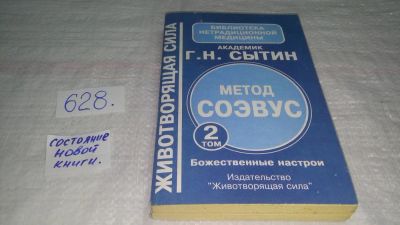 628.
СОСТОЯНИЕ
НОВОЙ
КНИГИ.
ЖИВОТВОРЯЩАЯ СИЛА
БИБЛИОТЕКА
НЕТРАДИЦИОННОЙ
МЕДИЦИНЫ
АКАДЕМИК
Г.Н. СЫТИН
МЕТОД
СОЭВУС
2
ТОМ
Божественные настрои
Издательство
"Животворящая сила"